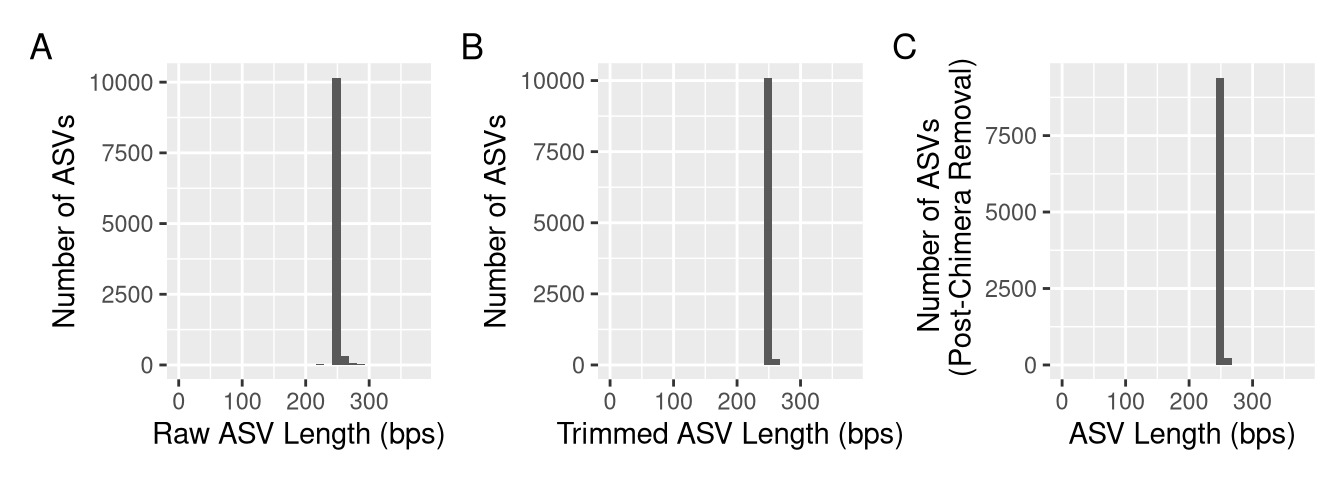 A
Number of ASVs
10000
7500
5000
2500
0
0 100 200 300
Raw ASV Length (bps)
B
Number of ASVs
10000
7500
5000
2500
0
0 100 200 300
Trimmed ASV Length (bps)
C
Number of ASVs
(Post-Chimera Removal)
7500
5000
2500
0
0 100 200 300
ASV Length (bps)